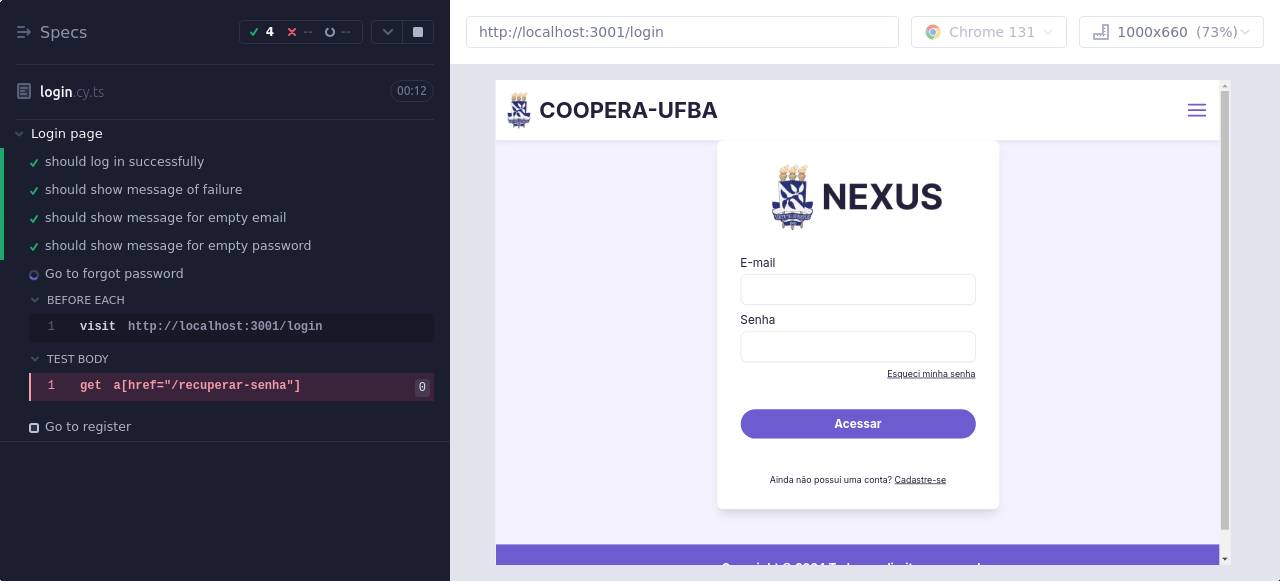 Specs
4
--
--
http://localhost:3001/login
Chrome 131
1000x660 (73%)
login.cy.ts
00:12
Login page
should log in successfully
should show message of failure
should show message for empty email
should show message for empty password
Go to forgot password
BEFORE EACH
1 visit http://localhost:3001/login
TEST BODY
1 get a[href="/recuperar-senha"] 0
Go to register
COOPERA-UFBA
NEXUS
E-mail
Senha
Esqueci minha senha
Acessar
Ainda não possui uma conta? Cadastre-se